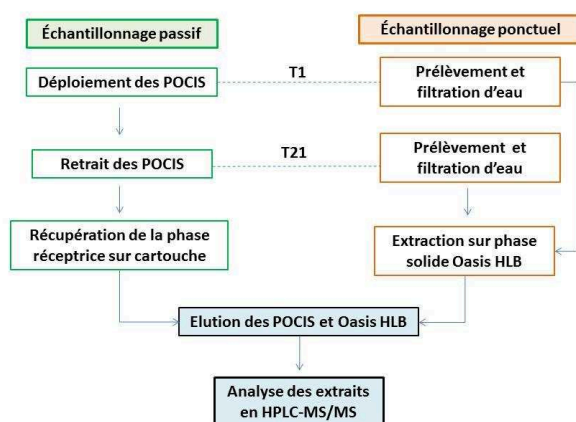 Échantillonnage passif
Échantillonnage ponctuel
Déploiement des POCIS
T1
Prélèvement et
filtration d'eau
Retrait des POCIS
T21
Prélèvement et
filtration d'eau
Récupération de la phase
réceptrice sur cartouche
Extraction sur phase
solide Oasis HLB
Elution des POCIS et Oasis HLB
Analyse des extraits
en HPLC-MS/MS